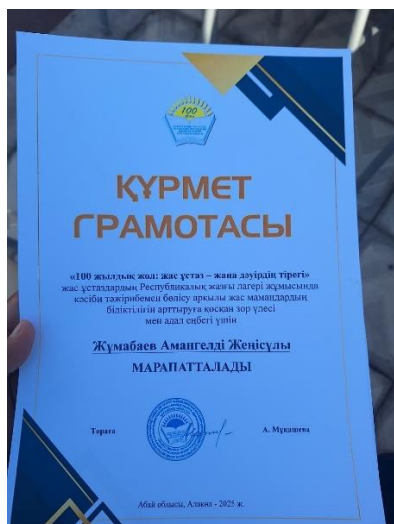 100
ҚҰРМЕТ
ГРАМОТАСЫ
«100 жылдық жол: жас ұстаз – жаңа дәуірдің тірегі»
жас ұстаздардың Республикалық жазғы лагері жұмысында
кәсіби тәжірибемен бөлісу арқылы жас мамандардың
біліктілігін арттыруға қосқан зор үлесі
мен адал еңбегі үшін
Жұмабаев Амангелді Жеңісұлы
МАРАПАТТАЛАДЫ
Төраға
А. Мұқашева
Абай облысы, Алакөл - 2025 ж.